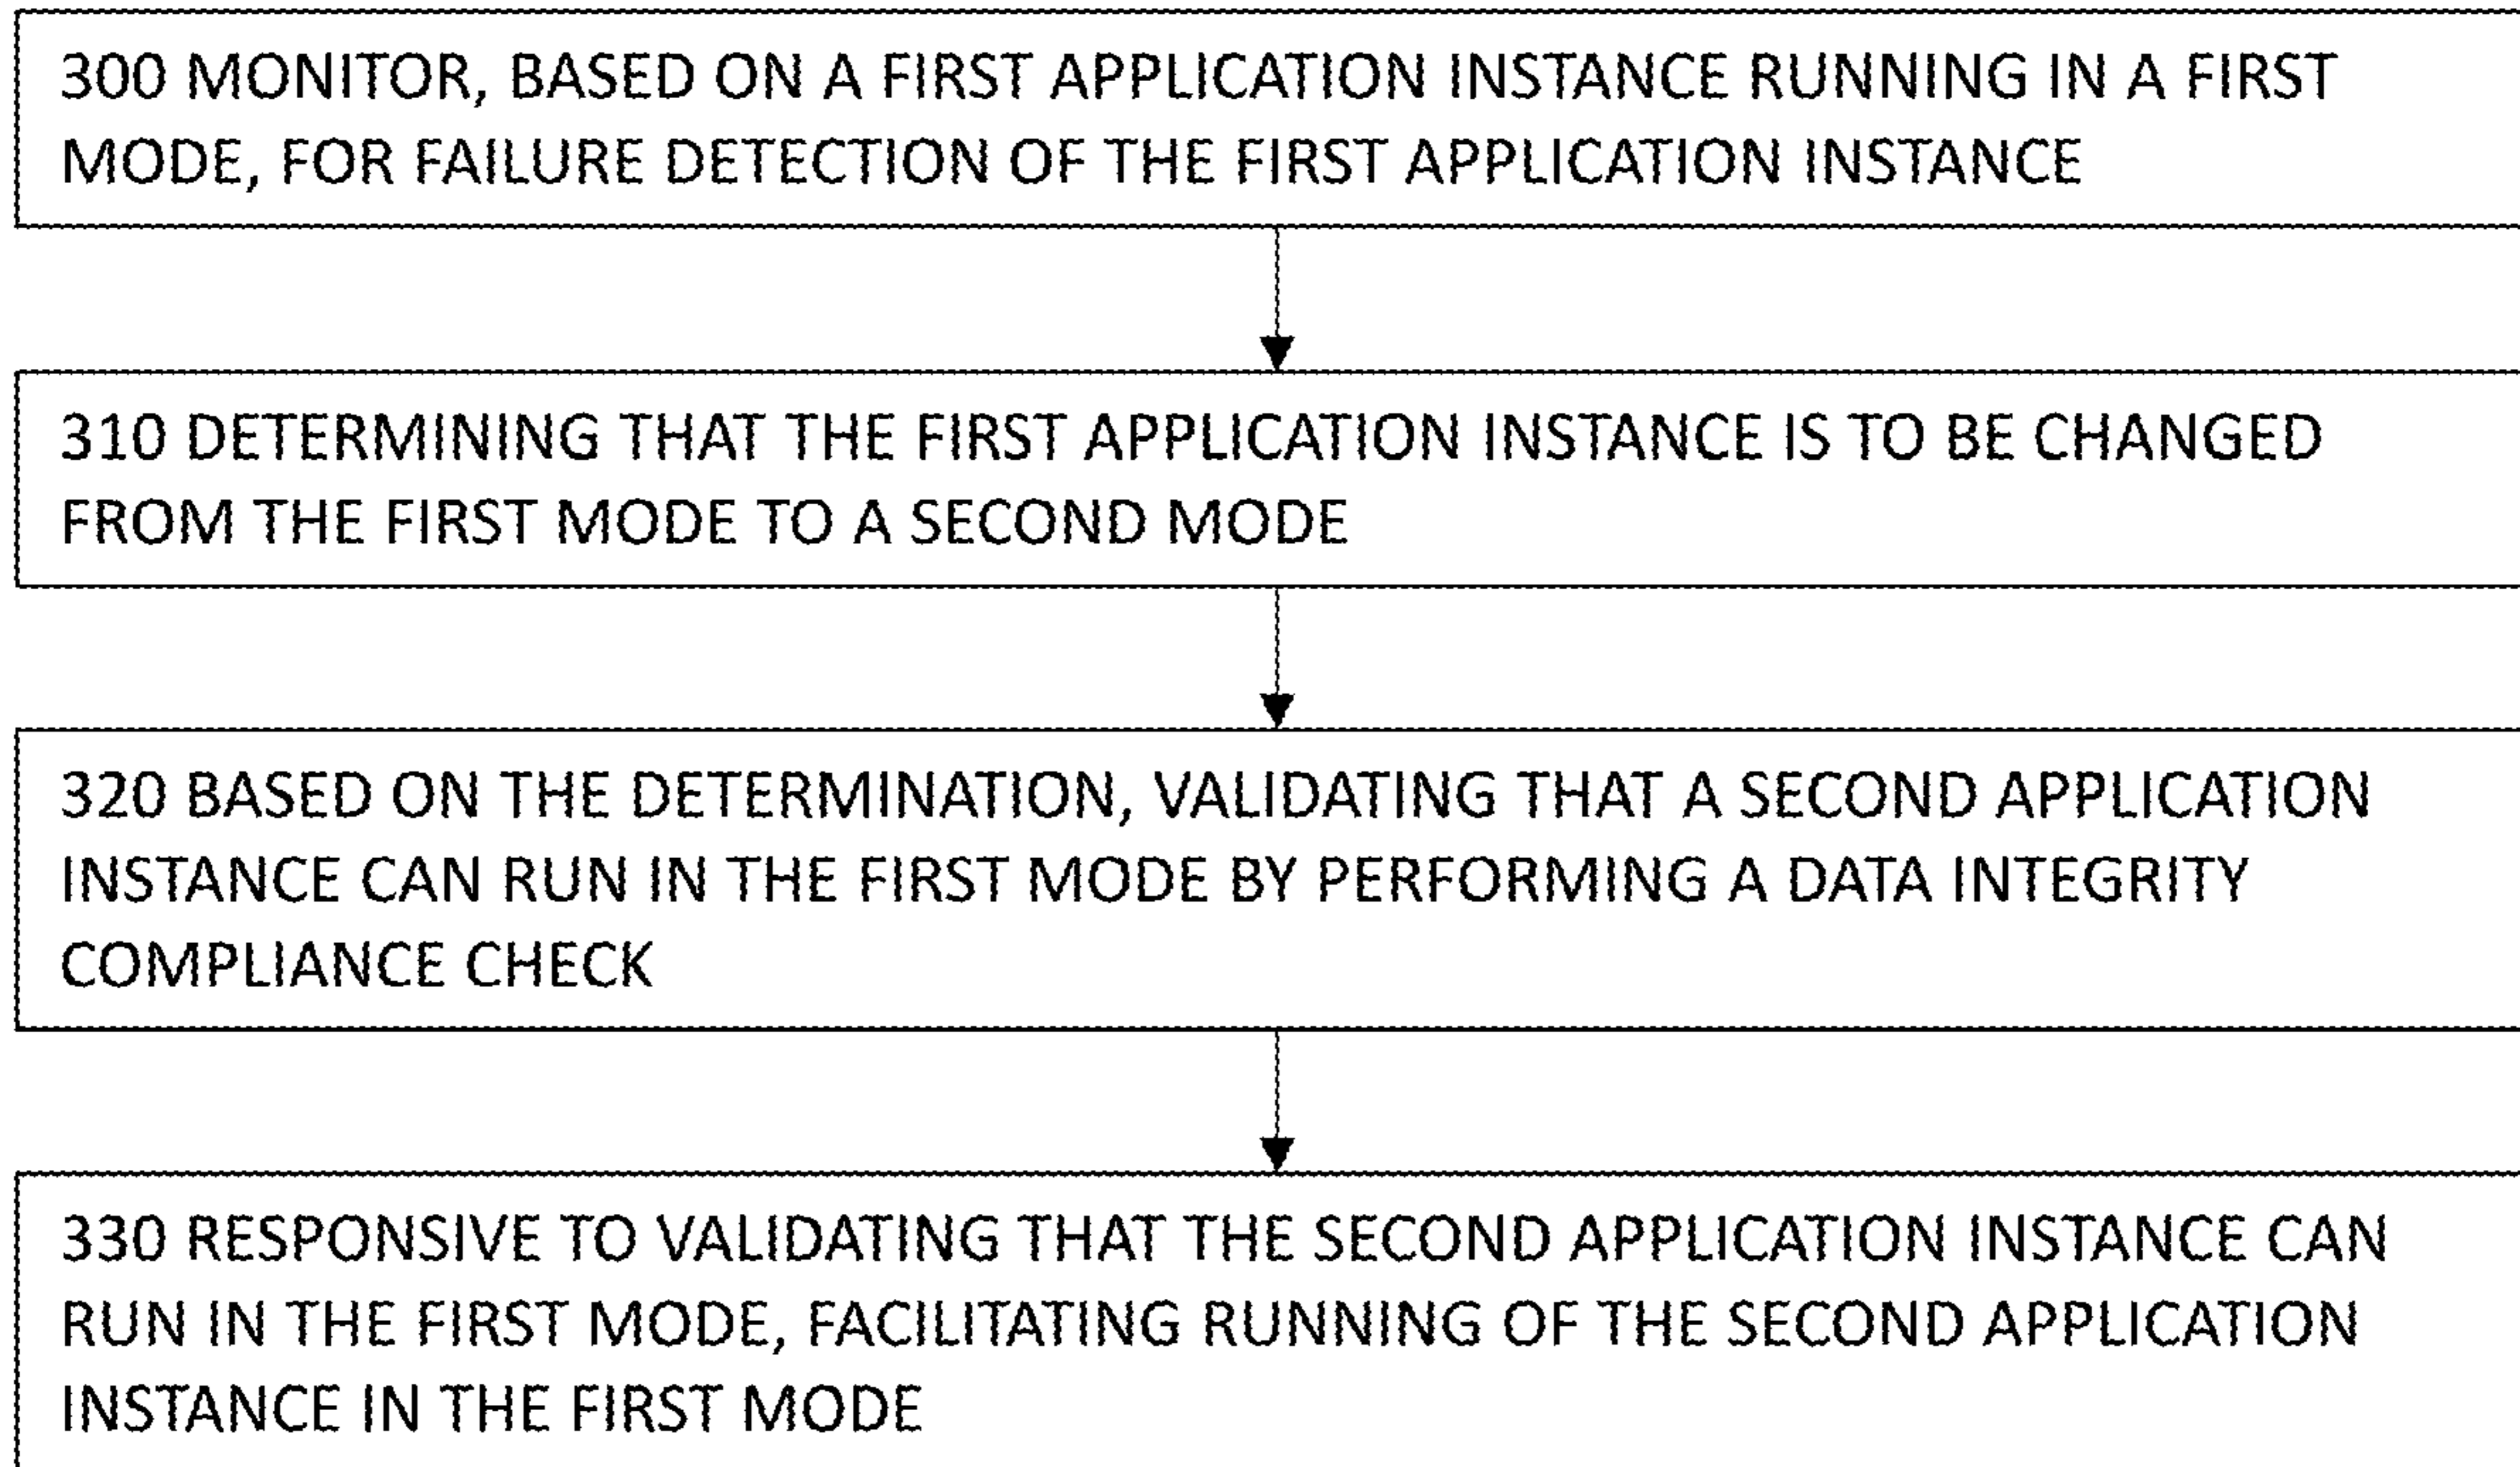 300 MONITOR, BASED ON A FIRST APPLICATION INSTANCE RUNNING IN A FIRST
MODE, FOR FAILURE DETECTION OF THE FIRST APPLICATION INSTANCE
310 DETERMINING THAT THE FIRST APPLICATION INSTANCE IS TO BE CHANGED
FROM THE FIRST MODE TO A SECOND MODE
320 BASED ON THE DETERMINATION, VALIDATING THAT A SECOND APPLICATION
INSTANCE CAN RUN IN THE FIRST MODE BY PERFORMING A DATA INTEGRITY
COMPLIANCE CHECK
330 RESPONSIVE TO VALIDATING THAT THE SECOND APPLICATION INSTANCE CAN
RUN IN THE FIRST MODE, FACILITATING RUNNING OF THE SECOND APPLICATION
INSTANCE IN THE FIRST MODE